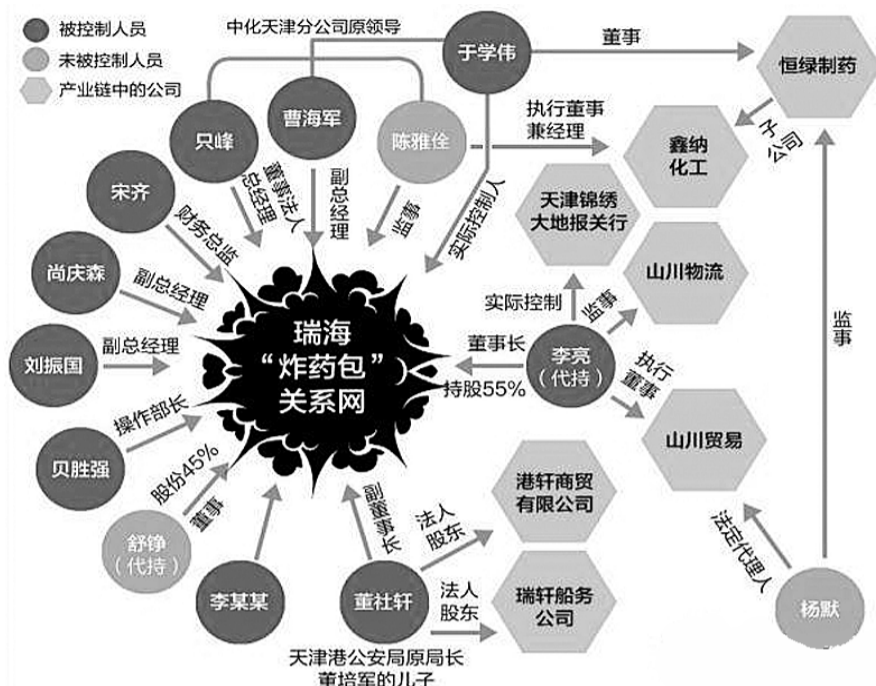 被控制人员
未被控制人员
产业链中的公司
中化天津分公司原领导
于学伟
董事
恒绿制药
子公司
鑫纳
化工
执行董事
兼经理
只峰
曹海军
陈雅佺
董事法人
总经理
副总经理
监事
实际控制人
天津锦绣
大地报关行
宋齐
财务总监
尚庆森
副总经理
刘振国
副总经理
贝胜强
操作部长
股份45%
董事
舒铮
(代持)
瑞海
“炸药包”
关系网
董事长
持股55%
李亮
(代持)
实际控制
监事
山川物流
执行
董事
山川贸易
监事
法定代理人
杨默
李某某
副董事长
董社轩
法人
股东
港轩商贸
有限公司
法人
股东
瑞轩船务
公司
天津港公安局原局长
董培军的儿子